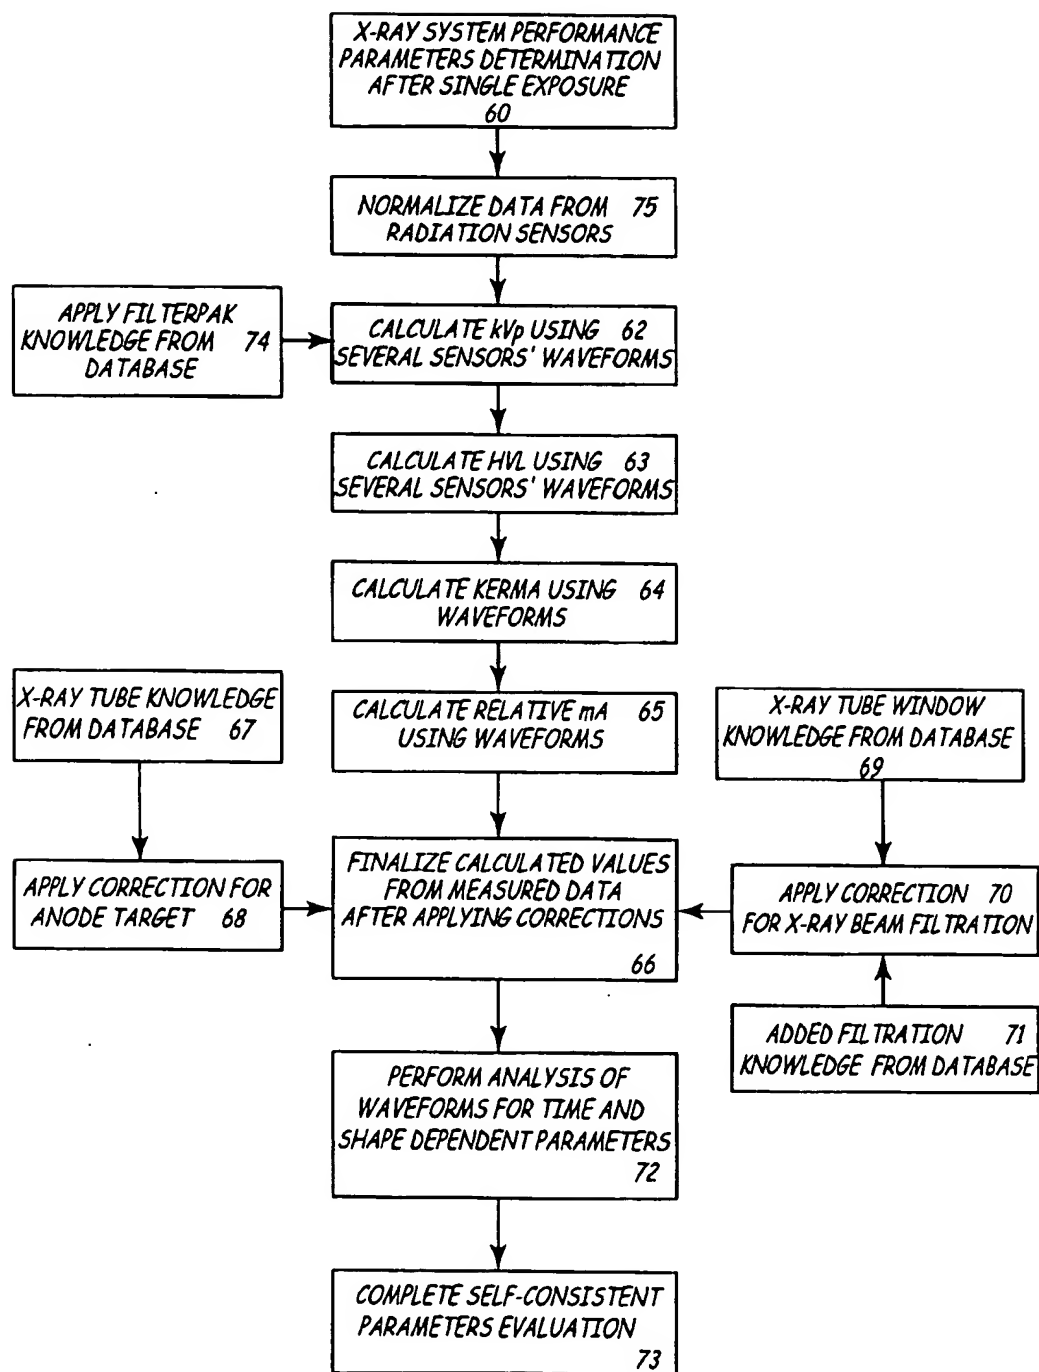 X-RAY SYSTEM PERFORMANCE
PARAMETERS DETERMINATION
AFTER SINGLE EXPOSURE
60
NORMALIZE DATA FROM 75
RADIATION SENSORS
APPLY FILTERPAK
KNOWLEDGE FROM 74
DATABASE
CALCULATE kVp USING 62
SEVERAL SENSORS' WAVEFORMS
CALCULATE HVL USING 63
SEVERAL SENSORS' WAVEFORMS
CALCULATE KERMA USING 64
WAVEFORMS
X-RAY TUBE KNOWLEDGE
FROM DATABASE 67
CALCULATE RELATIVE mA 65
USING WAVEFORMS
X-RAY TUBE WINDOW
KNOWLEDGE FROM DATABASE
69
APPLY CORRECTION FOR
ANODE TARGET 68
FINALIZE CALCULATED VALUES
FROM MEASURED DATA
AFTER APPLYING CORRECTIONS
66
APPLY CORRECTION 70
FOR X-RAY BEAM FILTRATION
ADDED FILTRATION 71
KNOWLEDGE FROM DATABASE
PERFORM ANALYSIS OF
WAVEFORMS FOR TIME AND
SHAPE DEPENDENT PARAMETERS
72
COMPLETE SELF-CONSISTENT
PARAMETERS EVALUATION
73